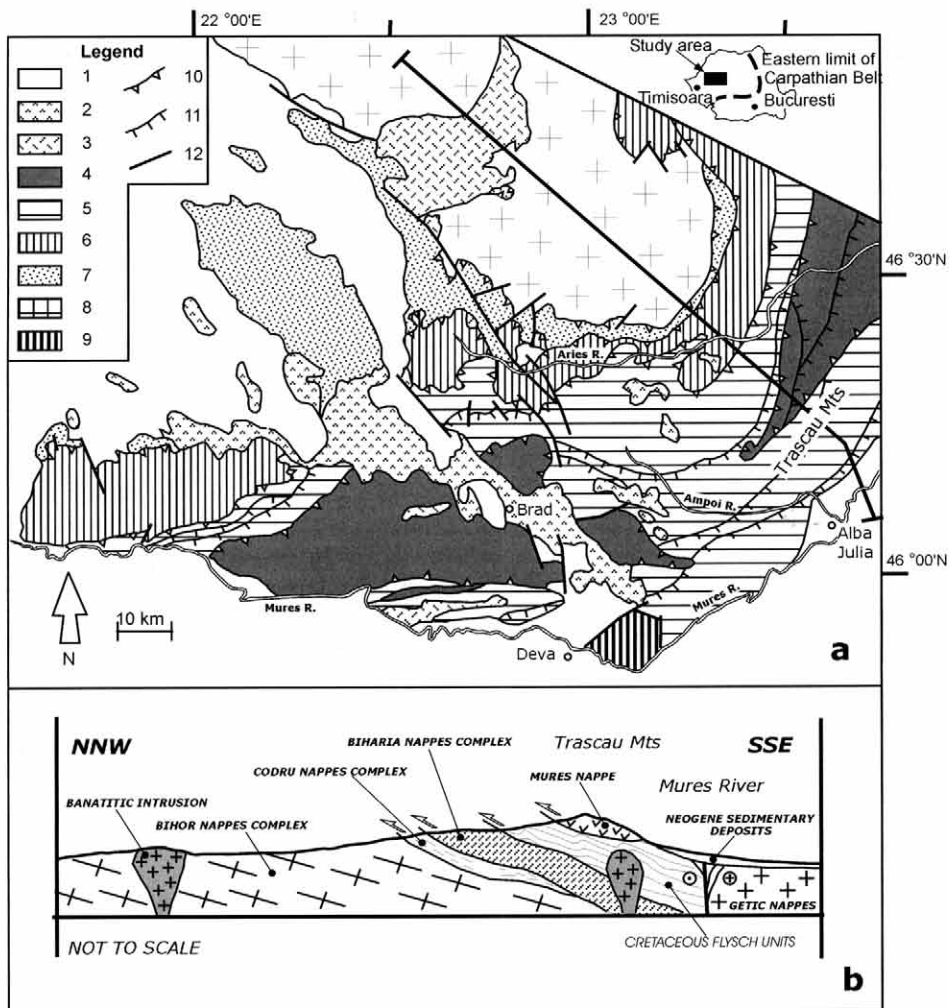 22 °00'E
23 °00'E
Legend
1
2
3
4
5
6
7
8
9
10
11
12
Study area
Eastern limit of
Carpathian Belt
Timisoara
Bucuresti
46 °30'N
46 °00'N
Aries R.
Trascau Mts
Ampoi R.
Brad
Alba
Julia
Mures R.
Mures R.
Deva
10 km
N
a
NNW
BIHARIA NAPPES COMPLEX
Trascau Mts
SSE
CODRU NAPPES COMPLEX
MURES NAPPE
Mures River
BANATITIC INTRUSION
BIHOR NAPPES COMPLEX
NEOGENE SEDIMENTARY
DEPOSITS
GETIC NAPPES
CRETACEOUS FLYSCH UNITS
NOT TO SCALE
b